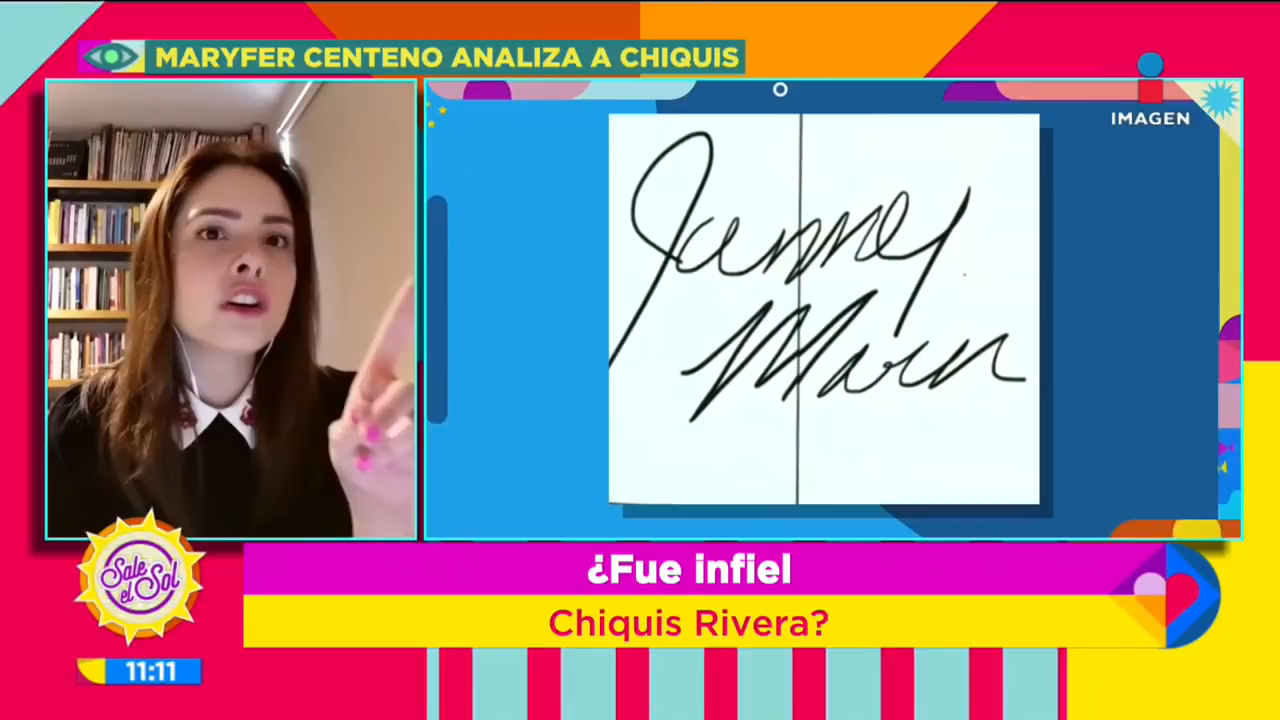 MARYFER CENTENO ANALIZA A CHIQUIS
IMAGEN
¿Fue infiel
Chiquis Rivera?
Sale
el Sol
11:11